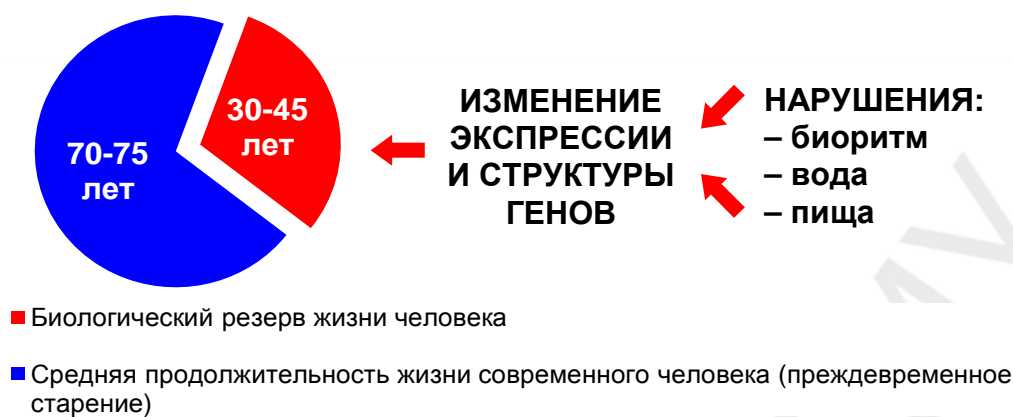 70-75
лет
30-45
лет
ИЗМЕНЕНИЕ
ЭКСПРЕССИИ
И СТРУКТУРЫ
ГЕНОВ
НАРУШЕНИЯ:
– биоритм
– вода
– пища
Биологический резерв жизни человека
Средняя продолжительность жизни современного человека (преждевременное
старение)